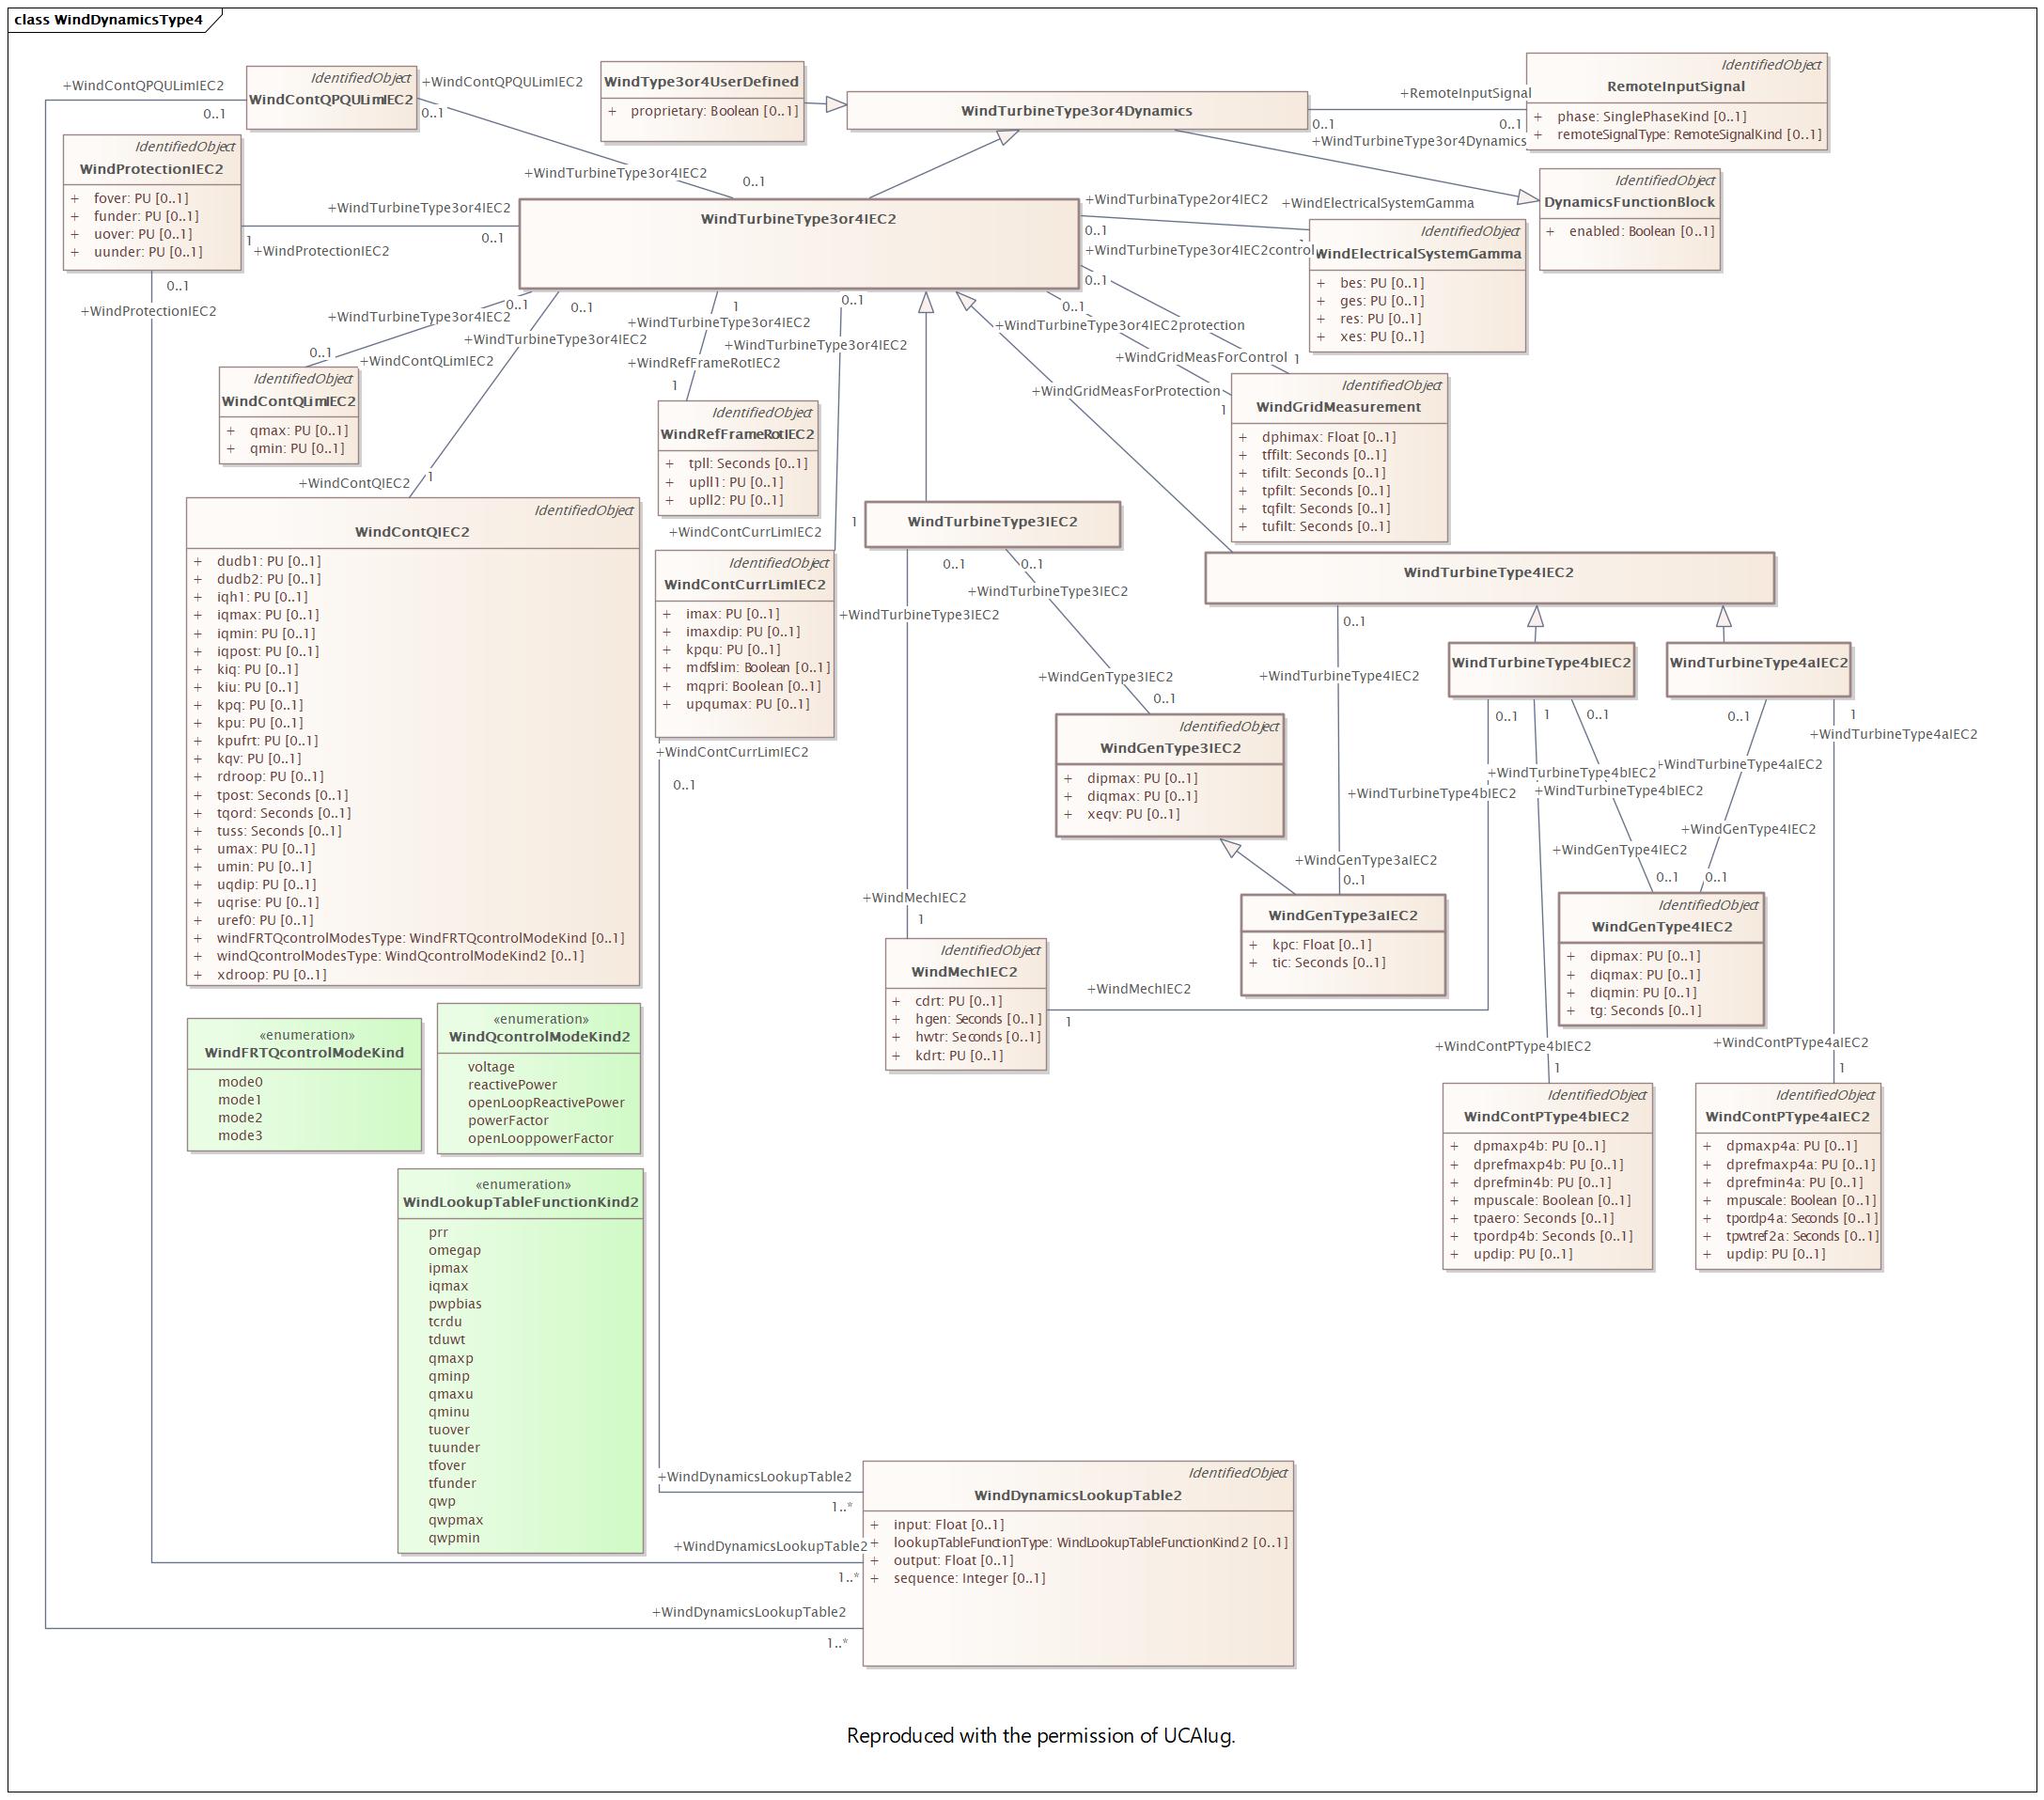 class WindDynamicsType4
+WindContQPQULimIEC2
0..1
IdentifiedObject
WindContQPQULimIEC2
+WindContQPQULimIEC2
0..1
WindType3or4UserDefined
+ proprietary: Boolean [0..1]
WindTurbineType3or4Dynamics
+RemoteInputSignal
0..1
0..1
+WindTurbineType3or4Dynamics
IdentifiedObject
RemoteInputSignal
+ phase: SinglePhaseKind [0..1]
+ remoteSignalType: RemoteSignalKind [0..1]
IdentifiedObject
WindProtectionIEC2
+ fover: PU [0..1]
+ funder: PU [0..1]
+ uover: PU [0..1]
+ uunder: PU [0..1]
+WindTurbineType3or4IEC2
0..1
+WindTurbineType3or4IEC2
0..1
1
+WindProtectionIEC2
0..1
+WindProtectionIEC2
WindTurbineType3or4IEC2
+WindTurbinaType2or4IEC2
0..1
+WindElectricalSystemGamma
+WindTurbineType3or4IEC2control
0..1
IdentifiedObject
DynamicsFunctionBlock
+ enabled: Boolean [0..1]
IdentifiedObject
WindElectricalSystemGamma
+ bes: PU [0..1]
+ ges: PU [0..1]
+ res: PU [0..1]
+ xes: PU [0..1]
0..1
+WindTurbineType3or4IEC2
0..1
+WindTurbineType3or4IEC2
1
+WindTurbineType3or4IEC2
0..1
+WindTurbineType3or4IEC2
0..1
+WindTurbineType3or4IEC2protection
0..1
+WindContQLimIEC2
+WindRefFrameRotIEC2
1
+WindGridMeasForControl
1
+WindGridMeasForProtection
1
IdentifiedObject
WindContQLimIEC2
+ qmax: PU [0..1]
+ qmin: PU [0..1]
IdentifiedObject
WindRefFrameRotIEC2
+ tpll: Seconds [0..1]
+ upll1: PU [0..1]
+ upll2: PU [0..1]
IdentifiedObject
WindGridMeasurement
+ dphimax: Float [0..1]
+ tffilt: Seconds [0..1]
+ tifilt: Seconds [0..1]
+ tpfilt: Seconds [0..1]
+ tqfilt: Seconds [0..1]
+ tufilt: Seconds [0..1]
+WindContQIEC2
1
IdentifiedObject
WindContQIEC2
+ dudb1: PU [0..1]
+ dudb2: PU [0..1]
+ iqh1: PU [0..1]
+ iqmax: PU [0..1]
+ iqmin: PU [0..1]
+ iqpost: PU [0..1]
+ kiq: PU [0..1]
+ kiu: PU [0..1]
+ kpq: PU [0..1]
+ kpu: PU [0..1]
+ kpufrt: PU [0..1]
+ kqv: PU [0..1]
+ rdroop: PU [0..1]
+ tpost: Seconds [0..1]
+ tqord: Seconds [0..1]
+ tuss: Seconds [0..1]
+ umax: PU [0..1]
+ umin: PU [0..1]
+ uqdip: PU [0..1]
+ uqrise: PU [0..1]
+ uref0: PU [0..1]
+ windFRTQcontrolModesType: WindFRTQcontrolModeKind [0..1]
+ windQcontrolModesType: WindQcontrolModeKind2 [0..1]
+ xdroop: PU [0..1]
+WindContCurrLimIEC2
1
IdentifiedObject
WindContCurrLimIEC2
+ imax: PU [0..1]
+ imaxdip: PU [0..1]
+ kpqu: PU [0..1]
+ mdfslim: Boolean [0..1]
+ mqpri: Boolean [0..1]
+ upqumax: PU [0..1]
+WindContCurrLimIEC2
0..1
WindTurbineType3IEC2
0..1
0..1
+WindTurbineType3IEC2
+WindTurbineType3IEC2
+WindGenType3IEC2
0..1
WindTurbineType4IEC2
0..1
+WindTurbineType4IEC2
WindTurbineType4bIEC2
WindTurbineType4aIEC2
0..1
1
0..1
0..1
1
+WindTurbineType4aIEC2
+WindTurbineType4bIEC2
+WindTurbineType4aIEC2
+WindTurbineType4bIEC2
+WindTurbineType4bIEC2
IdentifiedObject
WindGenType3IEC2
+ dipmax: PU [0..1]
+ diqmax: PU [0..1]
+ xeqv: PU [0..1]
+WindGenType4IEC2
+WindGenType4IEC2
0..1
0..1
+WindGenType3aIEC2
0..1
WindGenType3aIEC2
+ kpc: Float [0..1]
+ tic: Seconds [0..1]
IdentifiedObject
WindGenType4IEC2
+ dipmax: PU [0..1]
+ diqmax: PU [0..1]
+ diqmin: PU [0..1]
+ tg: Seconds [0..1]
+WindMechIEC2
1
IdentifiedObject
WindMechIEC2
+ cdrt: PU [0..1]
+ hgen: Seconds [0..1]
+ hwtr: Seconds [0..1]
+ kdrt: PU [0..1]
+WindMechIEC2
1
+WindContPType4bIEC2
1
+WindContPType4aIEC2
1
IdentifiedObject
WindContPType4bIEC2
+ dpmaxp4b: PU [0..1]
+ dprefmaxp4b: PU [0..1]
+ dprefmin4b: PU [0..1]
+ mpuscale: Boolean [0..1]
+ tpaero: Seconds [0..1]
+ tpordp4b: Seconds [0..1]
+ updip: PU [0..1]
IdentifiedObject
WindContPType4aIEC2
+ dpmaxp4a: PU [0..1]
+ dprefmaxp4a: PU [0..1]
+ dprefmin4a: PU [0..1]
+ mpuscale: Boolean [0..1]
+ tpordp4a: Seconds [0..1]
+ tpwtref2a: Seconds [0..1]
+ updip: PU [0..1]
«enumeration»
WindFRTQcontrolModeKind
mode0
mode1
mode2
mode3
«enumeration»
WindQcontrolModeKind2
voltage
reactivePower
openLoopReactivePower
powerFactor
openLooppowerFactor
«enumeration»
WindLookupTableFunctionKind2
prr
omegap
ipmax
iqmax
pwpbias
tcrdu
tduwt
qmaxp
qminp
qmaxu
qminu
tuover
tuunder
tfover
tfunder
qwp
qwpmax
qwpmin
+WindDynamicsLookupTable2
1..*
+WindDynamicsLookupTable2
1..*
+WindDynamicsLookupTable2
1..*
IdentifiedObject
WindDynamicsLookupTable2
+ input: Float [0..1]
+ lookupTableFunctionType: WindLookupTableFunctionKind2 [0..1]
+ output: Float [0..1]
+ sequence: Integer [0..1]
Reproduced with the permission of UCAIug.